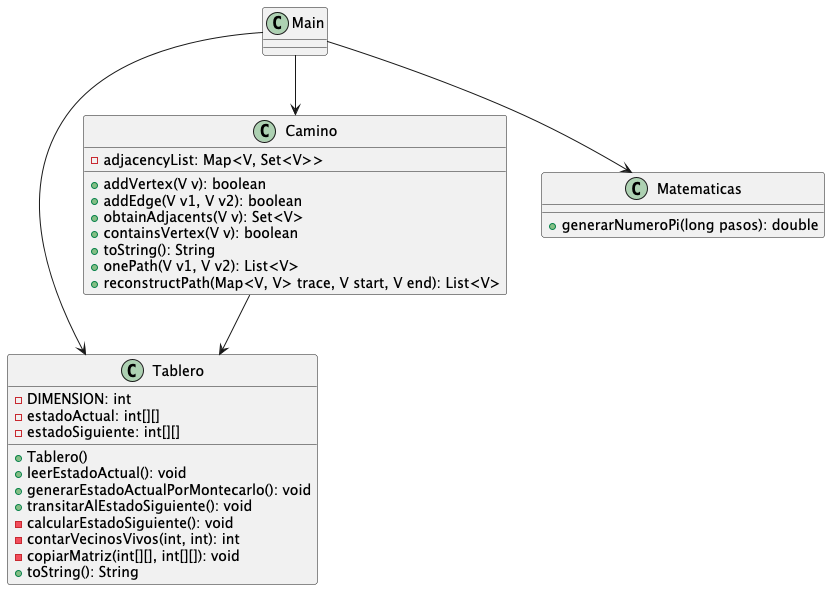 C Main
C Camino
adjacencyList: Map<V, Set<V>>
addVertex(V v): boolean
addEdge(V v1, V v2): boolean
obtainAdjacents(V v): Set<V>
containsVertex(V v): boolean
toString(): String
onePath(V v1, V v2): List<V>
reconstructPath(Map<V, V> trace, V start, V end): List<V>
C Matematicas
generarNumeroPi(long pasos): double
C Tablero
DIMENSION: int
estadoActual: int[][]
estadoSiguiente: int[][]
Tablero()
leerEstadoActual(): void
generarEstadoActualPorMontecarlo(): void
transitarAlEstadoSiguiente(): void
calcularEstadoSiguiente(): void
contarVecinosVivos(int, int): int
copiarMatriz(int[][], int[][]): void
toString(): String